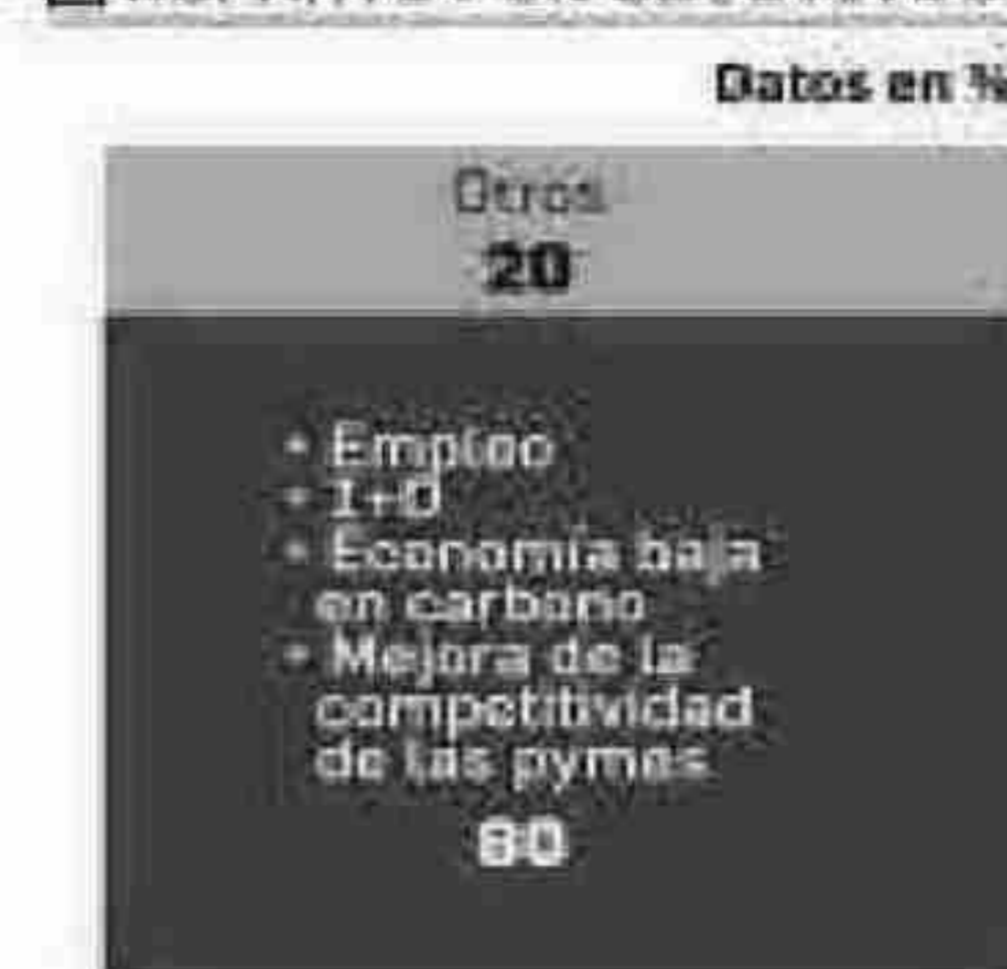 Datos en %
Otros
20
• Empleo
• I+D
• Economía baja
en carbono
• Mejora de la
competitividad
de las pymes
80